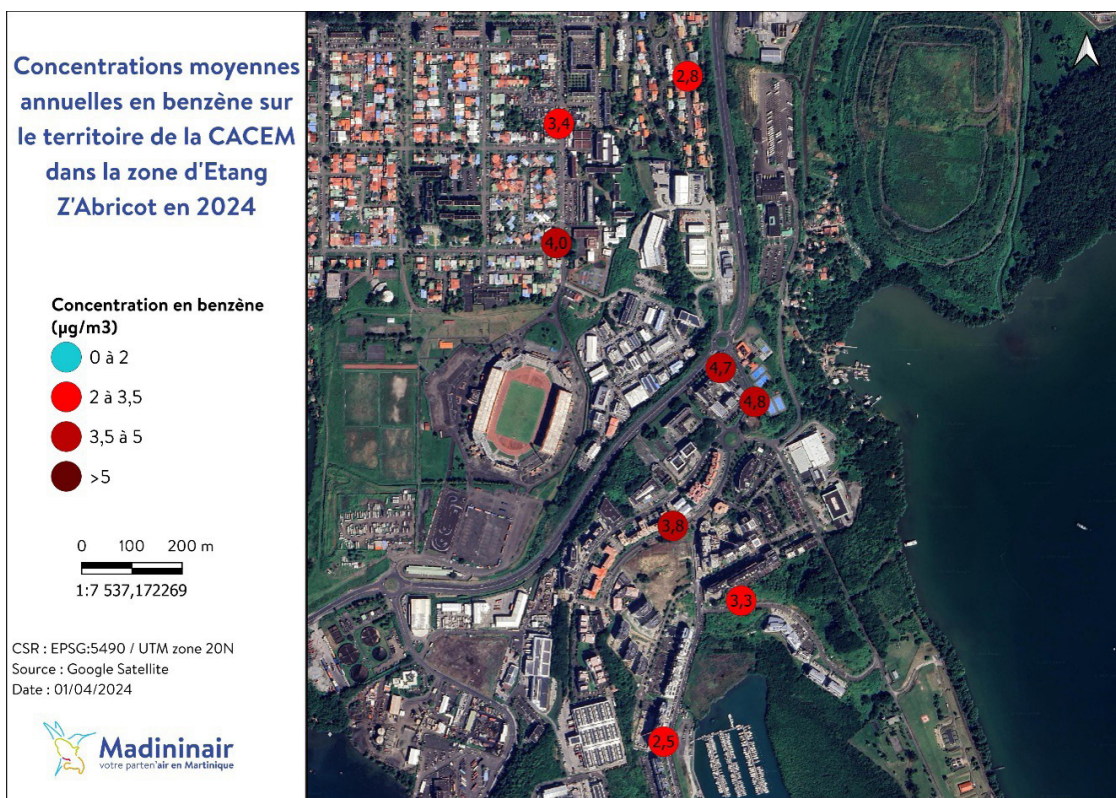 Concentrations moyennes
annuelles en benzène sur
le territoire de la CACEM
dans la zone d'Etang
Z'Abricot en 2024
Concentration en benzène
(µg/m3)
0 à 2
2 à 3,5
3,5 à 5
>5
0 100 200 m
1:7 537,172269
CSR : EPSG:5490 / UTM zone 20N
Source : Google Satellite
Date : 01/04/2024
Madininair
votre parten'air en Martinique
2,8
3,4
4,0
4,7
4,8
3,8
3,3
2,5